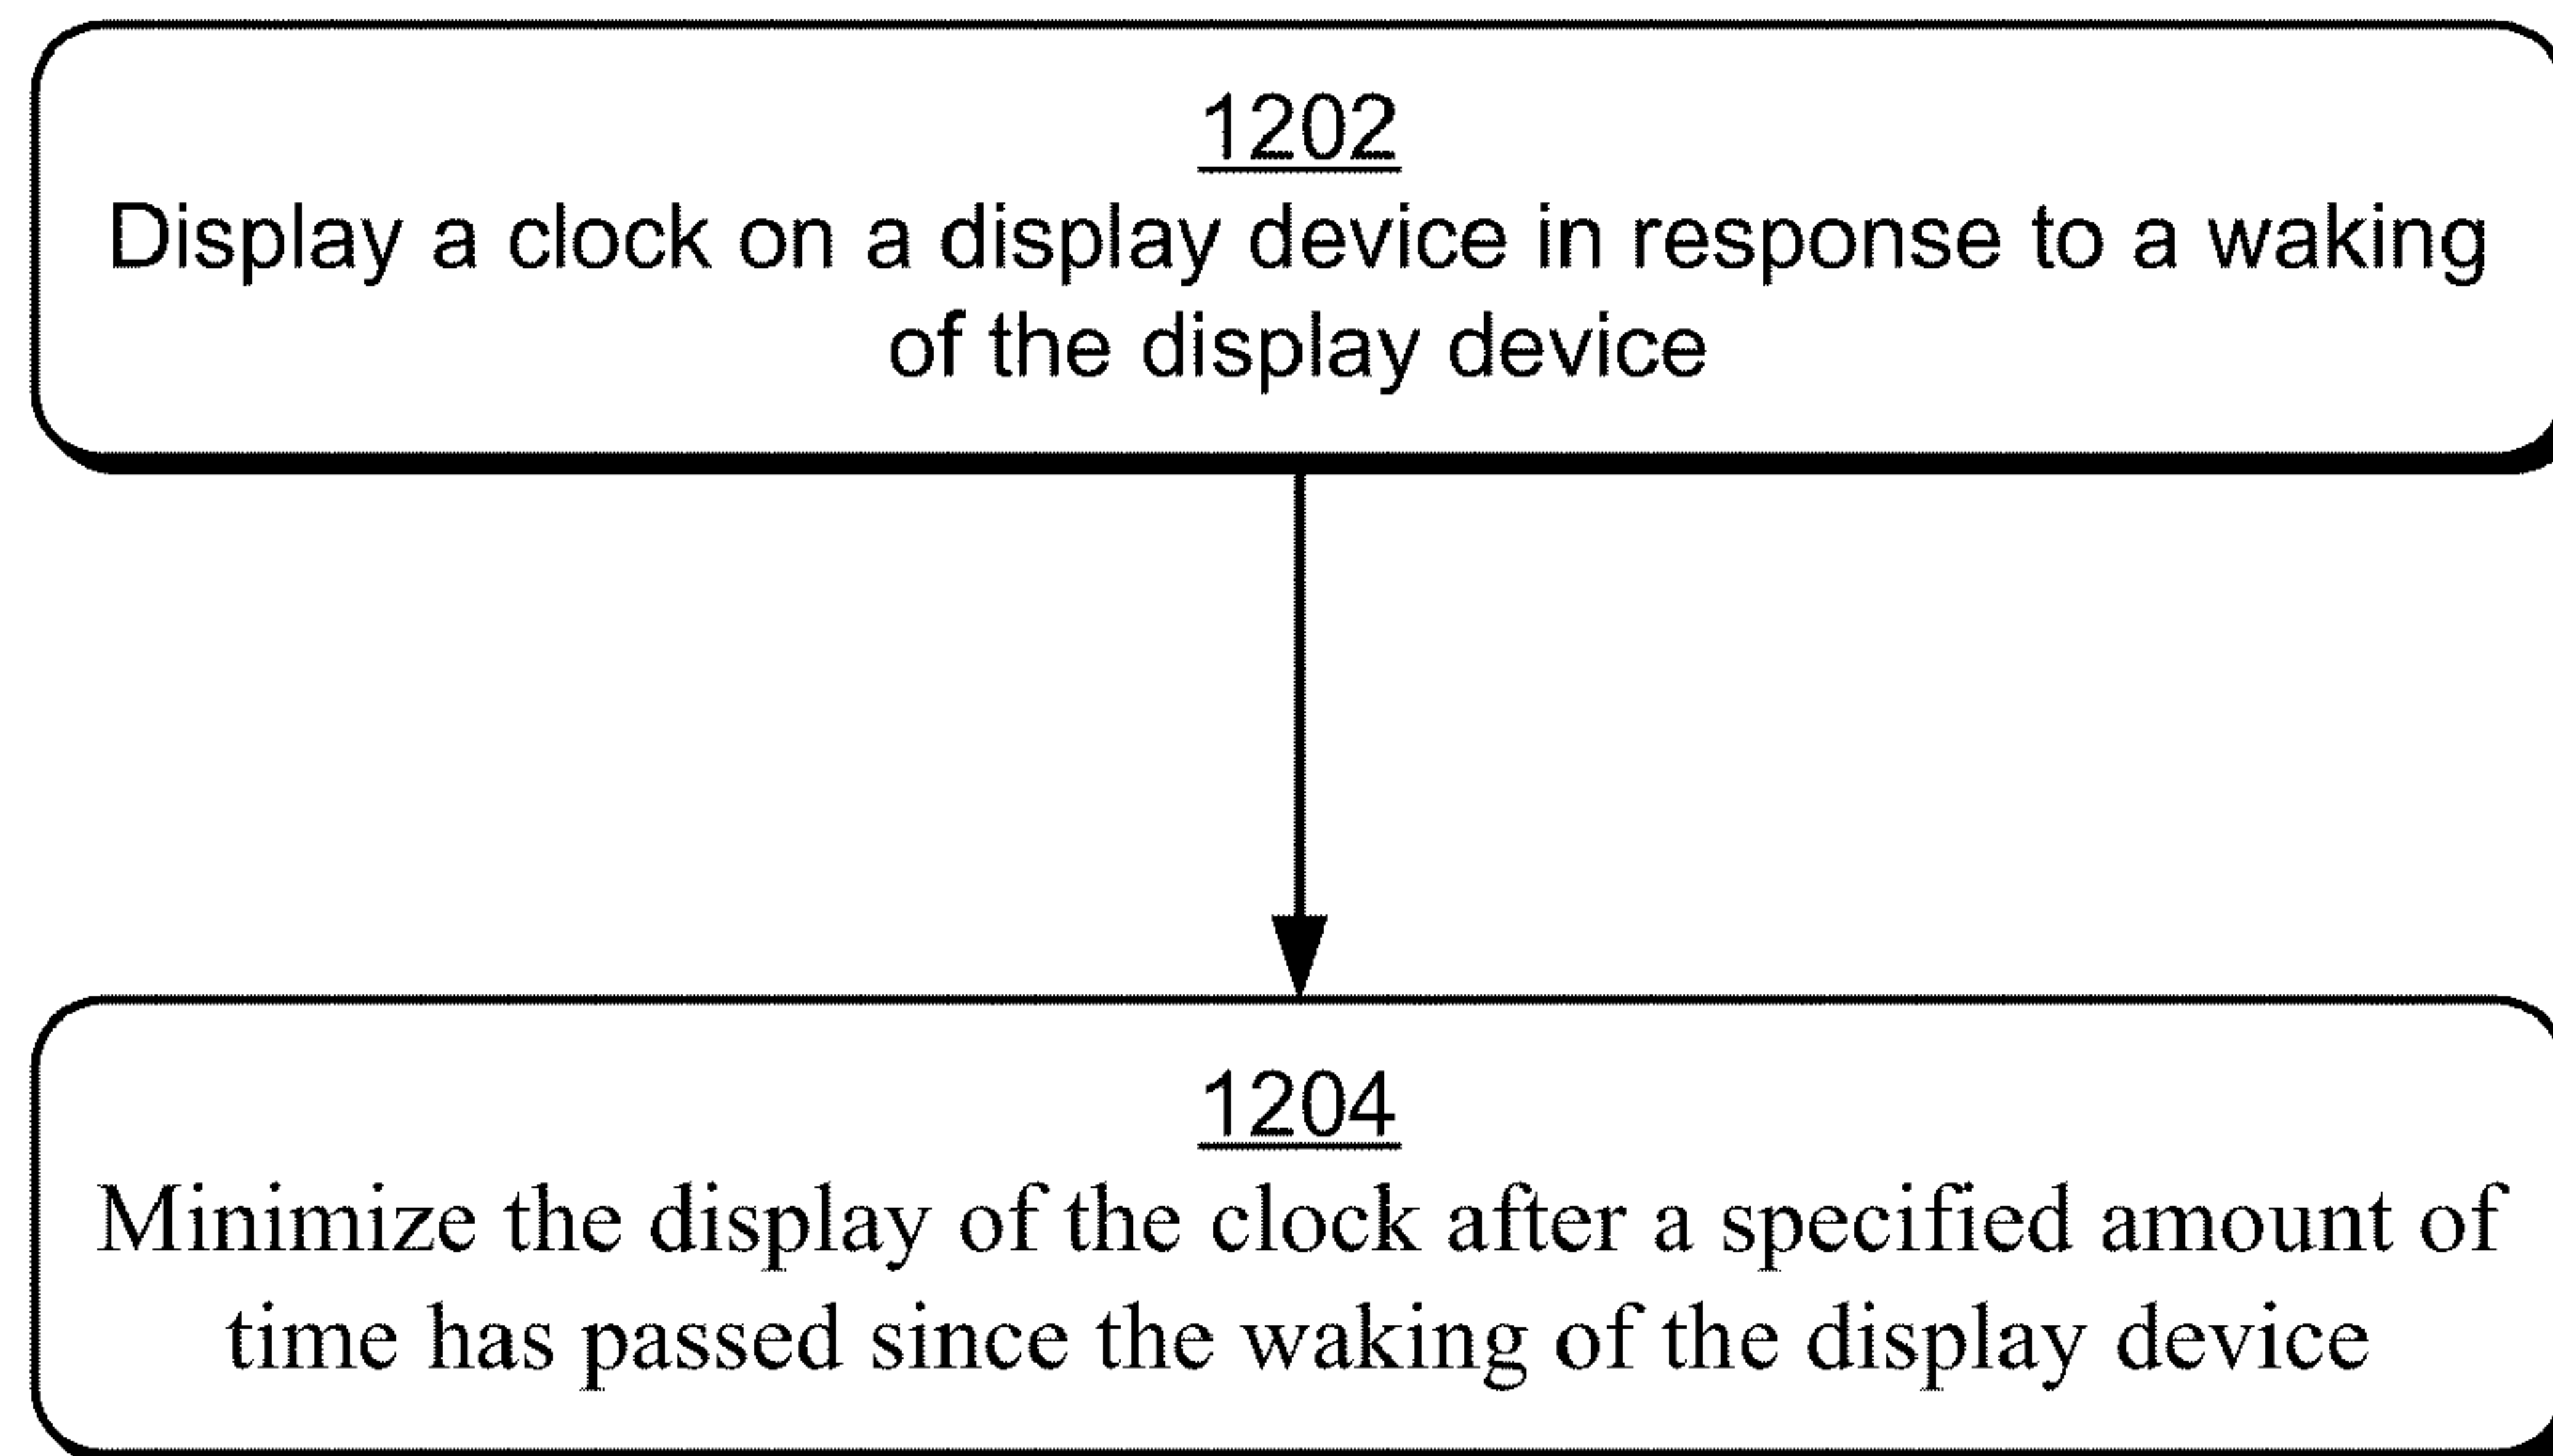 1202
Display a clock on a display device in response to a waking
of the display device
1204
Minimize the display of the clock after a specified amount of
time has passed since the waking of the display device